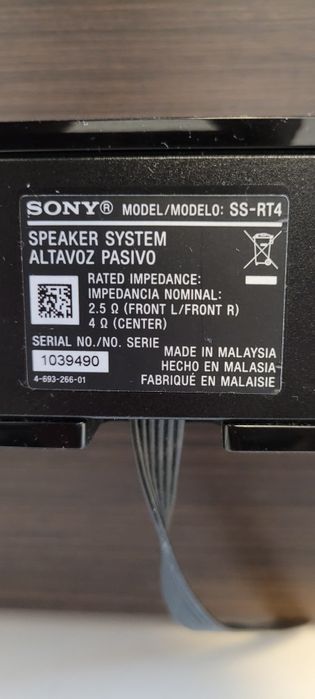 SONY® MODEL/MODELO: SS-RT4
SPEAKER SYSTEM
ALTAVOZ PASIVO
RATED IMPEDANCE:
IMPEDANCIA NOMINAL:
2.5 Ω (FRONT L/FRONT R)
4 Ω (CENTER)
SERIAL NO./NO. SERIE
1039490
4-693-266-01
MADE IN MALAYSIA
HECHO EN MALASIA
FABRIQUÉ EN MALAISIE